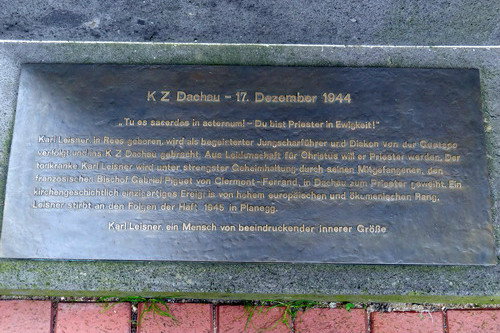 K Z Dachau – 17. Dezember 1944
„Tu es sacerdos in aeternum! – Du bist Priester in Ewigkeit!"
Karl Leisner, in Rees geboren, wird als begeisterter Jungscharführer und Diakon von der Gestapo
verfolgt und ins K Z Dachau gebracht. Aus Leidenschaft für Christus will er Priester werden. Der
todkranke Karl Leisner wird unter strengster Geheimhaltung durch seinen Mitgefangenen, den
französischen Bischof Gabriel Piguet von Clermont - Ferrand, in Dachau zum Priester geweiht. Ein
kirchengeschichtlich einzigartiges Ereignis von hohem europäischen und ökumenischen Rang.
Leisner stirbt an den Folgen der Haft 1945 in Planegg.
Karl Leisner, ein Mensch von beeindruckender innerer Größe